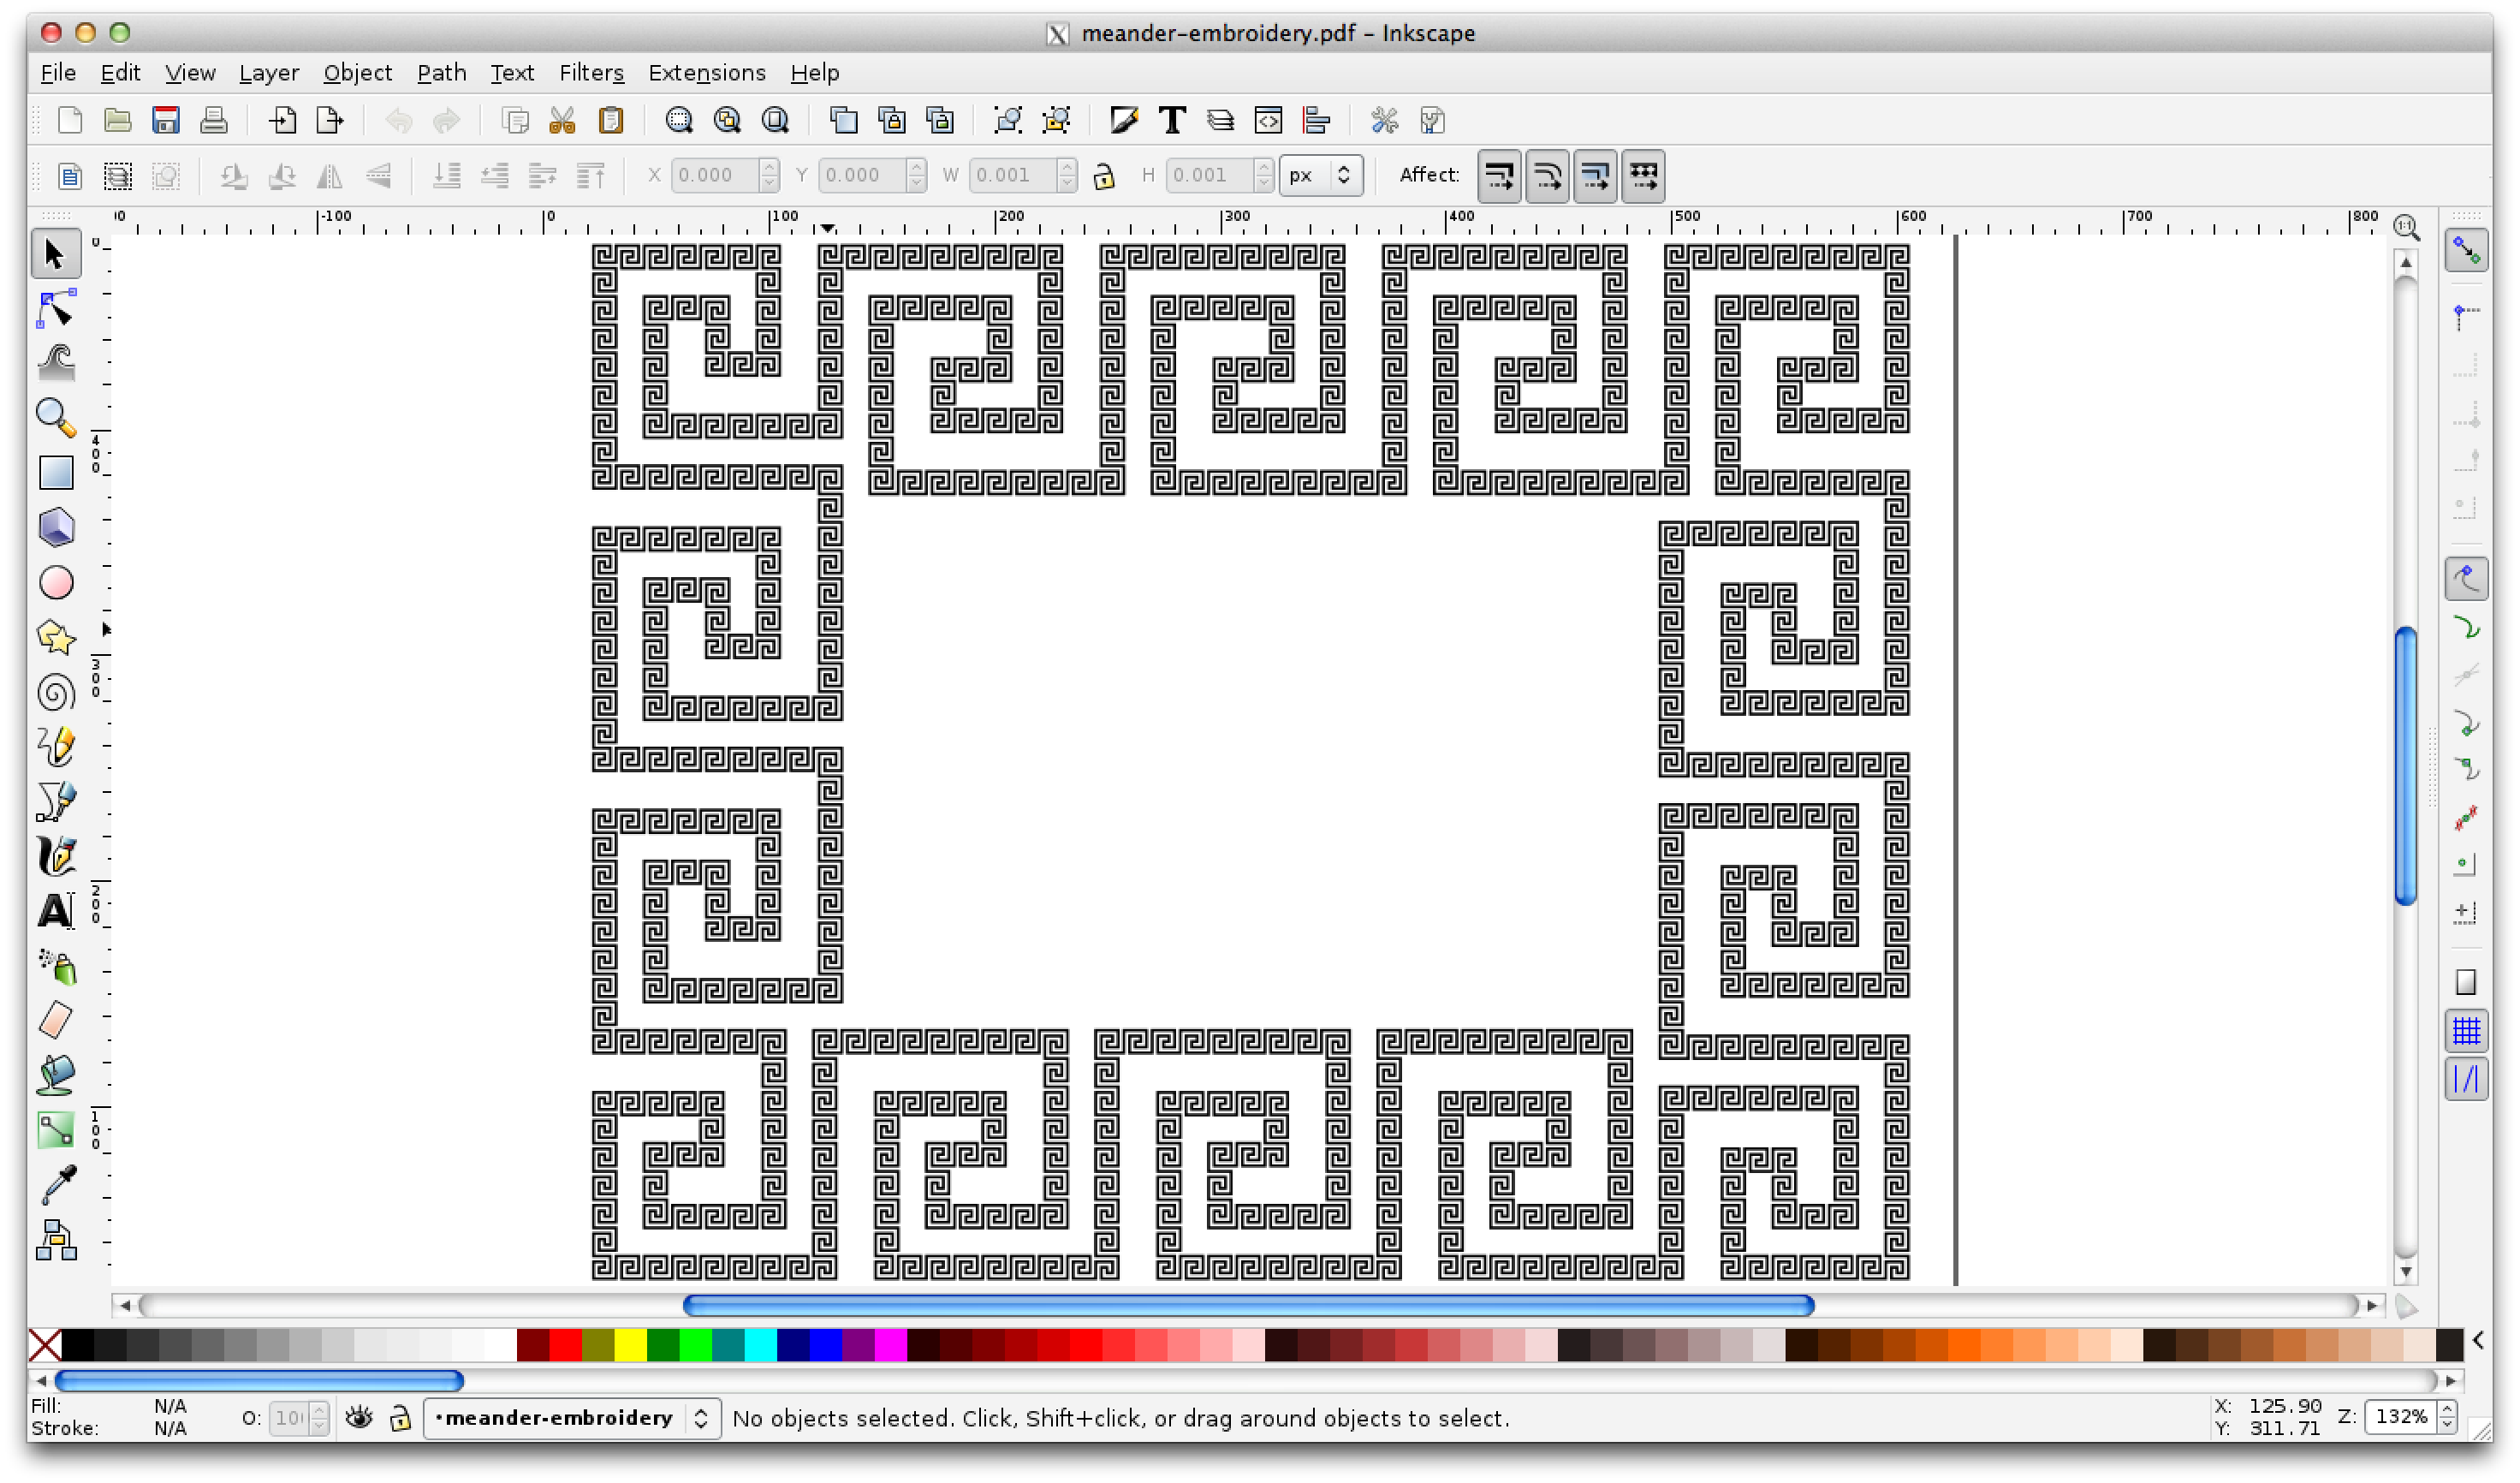 meander-embroidery.pdf - Inkscape
File Edit View Layer Object Path Text Filters Extensions Help
X 0.000 Y 0.000 W 0.001 H 0.001 px Affect:
-100 0 100 200 300 400 500 600 700 800
1:1
0
400
300
200
100
A
Fill: N/A
Stroke: N/A
O: 10
•meander-embroidery
No objects selected. Click, Shift+click, or drag around objects to select.
X: 125.90
Y: 311.71
Z: 132%